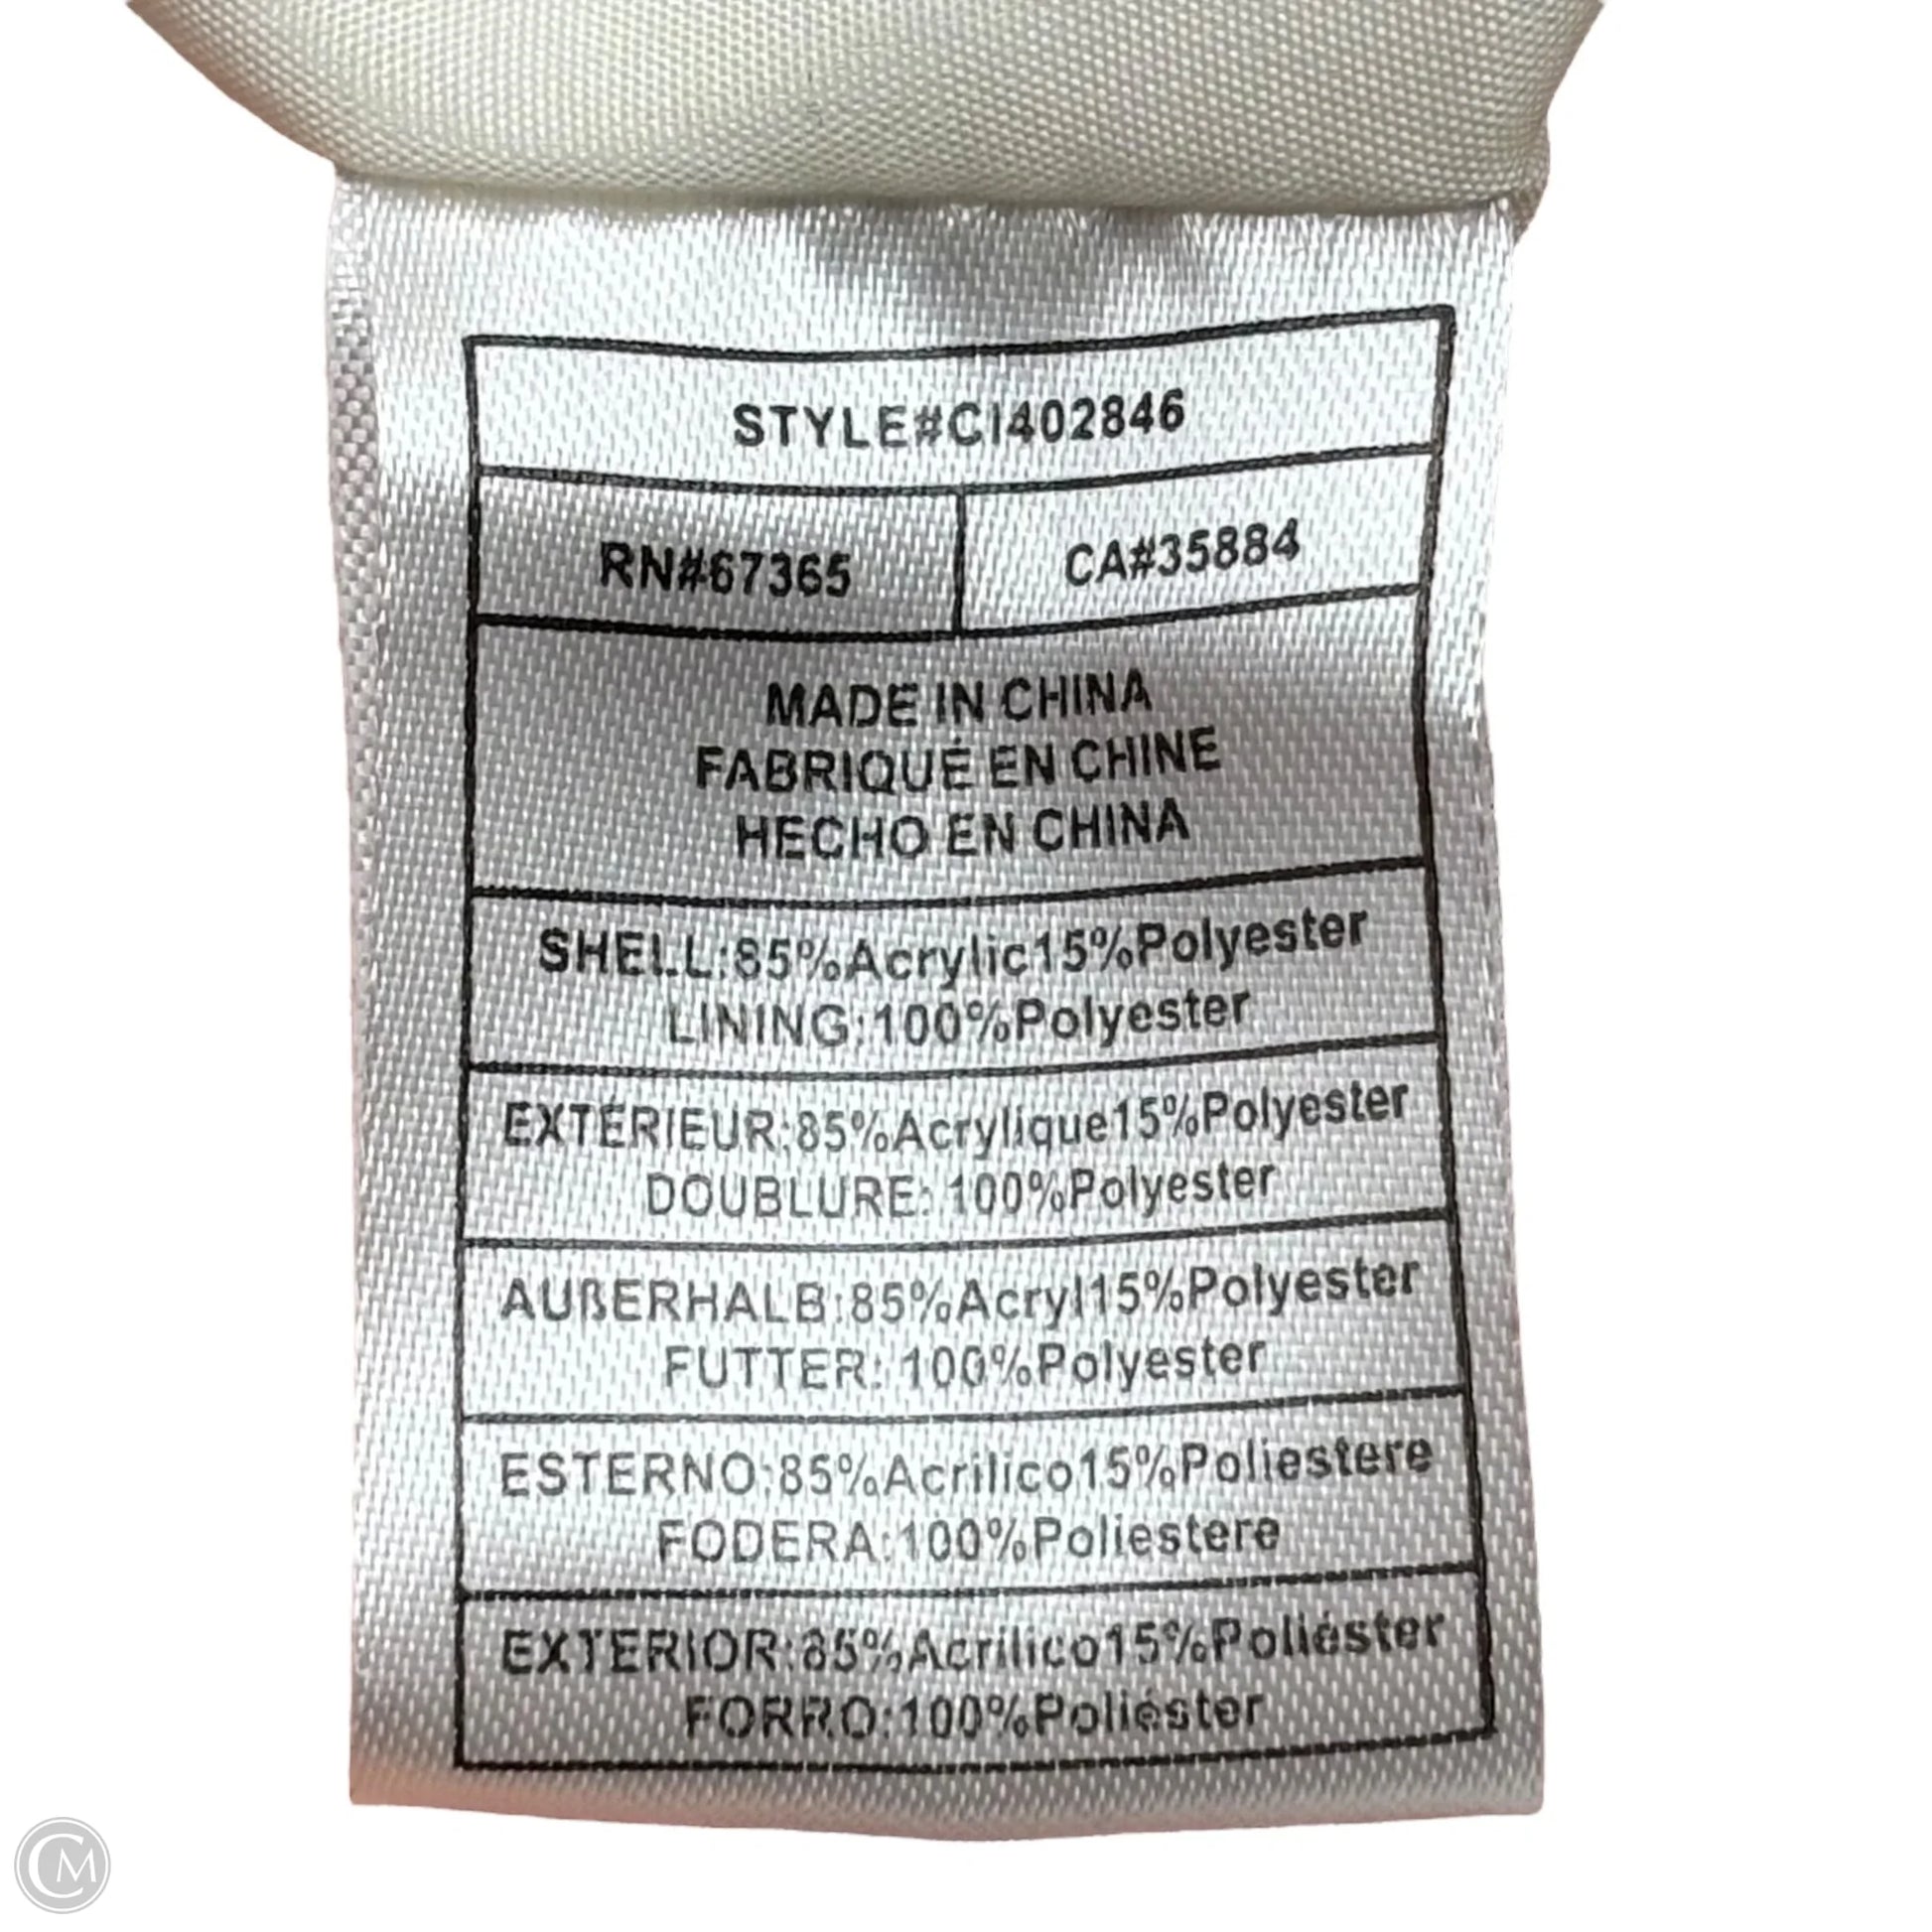 STYLE#CI402846
RN#67365 CA#35884
MADE IN CHINA
FABRIQUÉ EN CHINE
HECHO EN CHINA
SHELL:85%Acrylic15%Polyester
LINING:100%Polyester
EXTÉRIEUR:85%Acrylique15%Polyester
DOUBLURE: 100%Polyester
AUßERHALB:85%Acryl15%Polyester
FUTTER: 100%Polyester
ESTERNO:85%Acrilico15%Poliestere
FODERA:100%Poliestere
EXTERIOR:85%Acrilico15%Poliéster
FORRO:100%Poliéster
CM